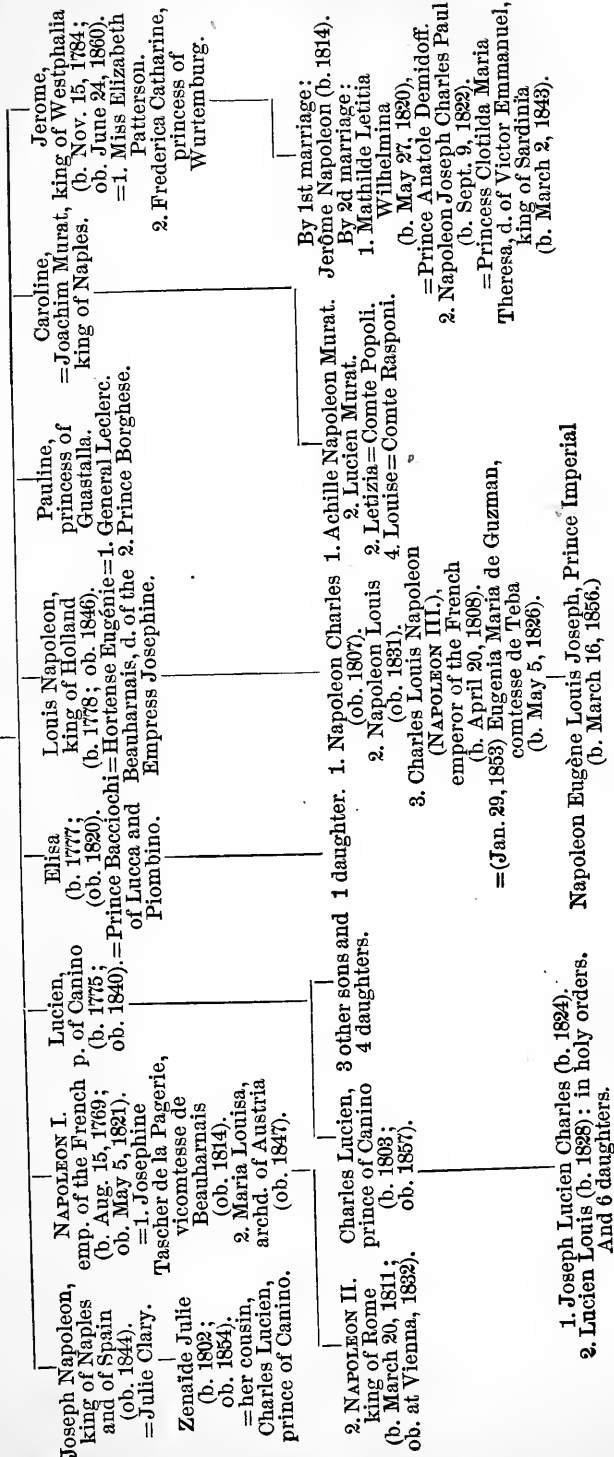 Joseph Napoleon,
king of Naples
and of Spain
(ob. 1844).
=Julie Clary.
Zenaïde Julie
(b. 1802;
ob. 1854).
=her cousin,
Charles Lucien,
prince of Canino.
NAPOLEON I.
emp. of the French
(b. Aug. 15, 1769;
ob. May 5, 1821).
=1. Josephine
Tascher de la Pagerie,
vicomtesse de
Beauharnais
(ob. 1814).
2. Maria Louisa,
archd. of Austria
(ob. 1847).
2. NAPOLEON II.
king of Rome
(b. March 20, 1811;
ob. at Vienna, 1832).
Lucien,
p. of Canino
(b. 1775;
ob. 1840).
Charles Lucien,
prince of Canino
(b. 1803;
ob. 1857).
3 other sons and
4 daughters.
1. Joseph Lucien Charles (b. 1824).
2. Lucien Louis (b. 1828): in holy orders.
And 6 daughters.
Elisa
(b. 1777;
(ob. 1820).
=Prince Bacciochi
of Lucca and
Piombino.
1 daughter.
Louis Napoleon,
king of Holland
(b. 1778; ob. 1846).
=Hortense Eugénie
Beauharnais, d. of the
Empress Josephine.
1. Napoleon Charles
(ob. 1807).
2. Napoleon Louis
(ob. 1831).
3. Charles Louis Napoleon
(NAPOLEON III.),
emperor of the French
(b. April 20, 1808).
=(Jan. 29, 1853) Eugenia Maria de Guzman,
comtesse de Teba
(b. May 5, 1826).
Napoleon Eugène Louis Joseph, Prince Imperial
(b. March 16, 1856.)
Pauline,
princess of
Guastalla.
=1. General Leclerc.
2. Prince Borghese.
Caroline,
=Joachim Murat,
king of Naples.
1. Achille Napoleon Murat.
2. Lucien Murat.
2. Letizia=Comte Popoli.
4. Louise=Comte Rasponi.
Jerome,
king of Westphalia
(b. Nov. 15, 1784;
ob. June 24, 1860).
=1. Miss Elizabeth
Patterson.
2. Frederica Catharine,
princess of
Wurtemburg.
By 1st marriage:
Jerôme Napoleon (b. 1814).
By 2d marriage:
1. Mathilde Letitia
Wilhelmina
(b. May 27, 1820),
=Prince Anatole Demidoff.
2. Napoleon Joseph Charles Paul
(b. Sept. 9, 1822).
=Princess Clotilda Maria
Theresa, d. of Victor Emmanuel,
king of Sardinia
(b. March 2, 1843).